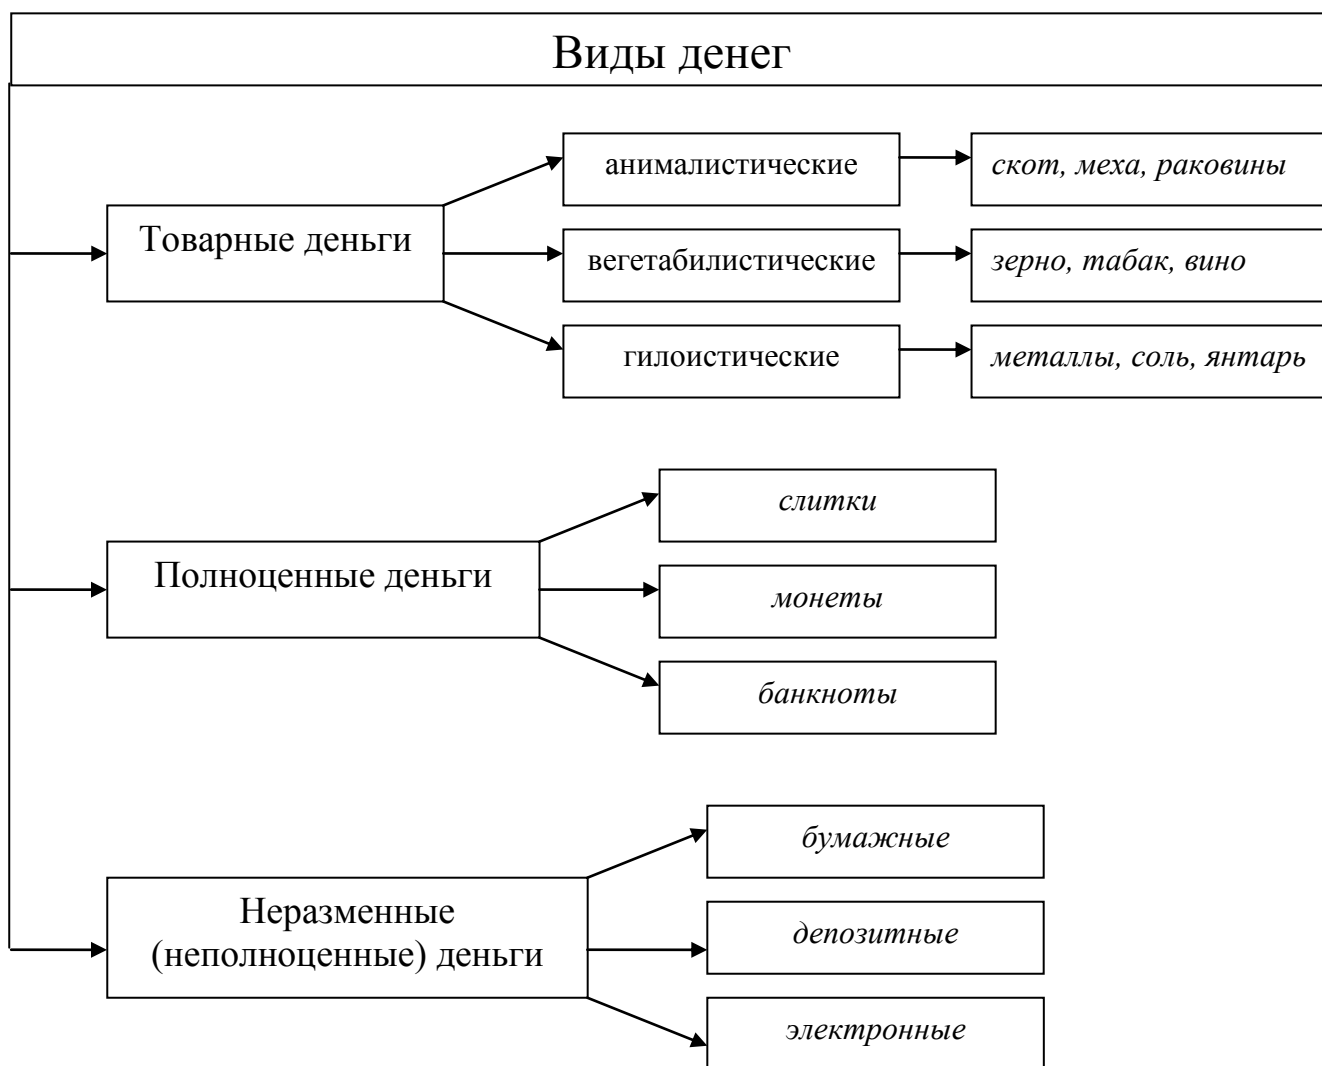 Виды денег
анималистические
скот, меха, раковины
Товарные деньги
вегетабилистические
зерно, табак, вино
гилоистические
металлы, соль, янтарь
слитки
Полноценные деньги
монеты
банкноты
бумажные
Неразменные
(неполноценные) деньги
депозитные
электронные